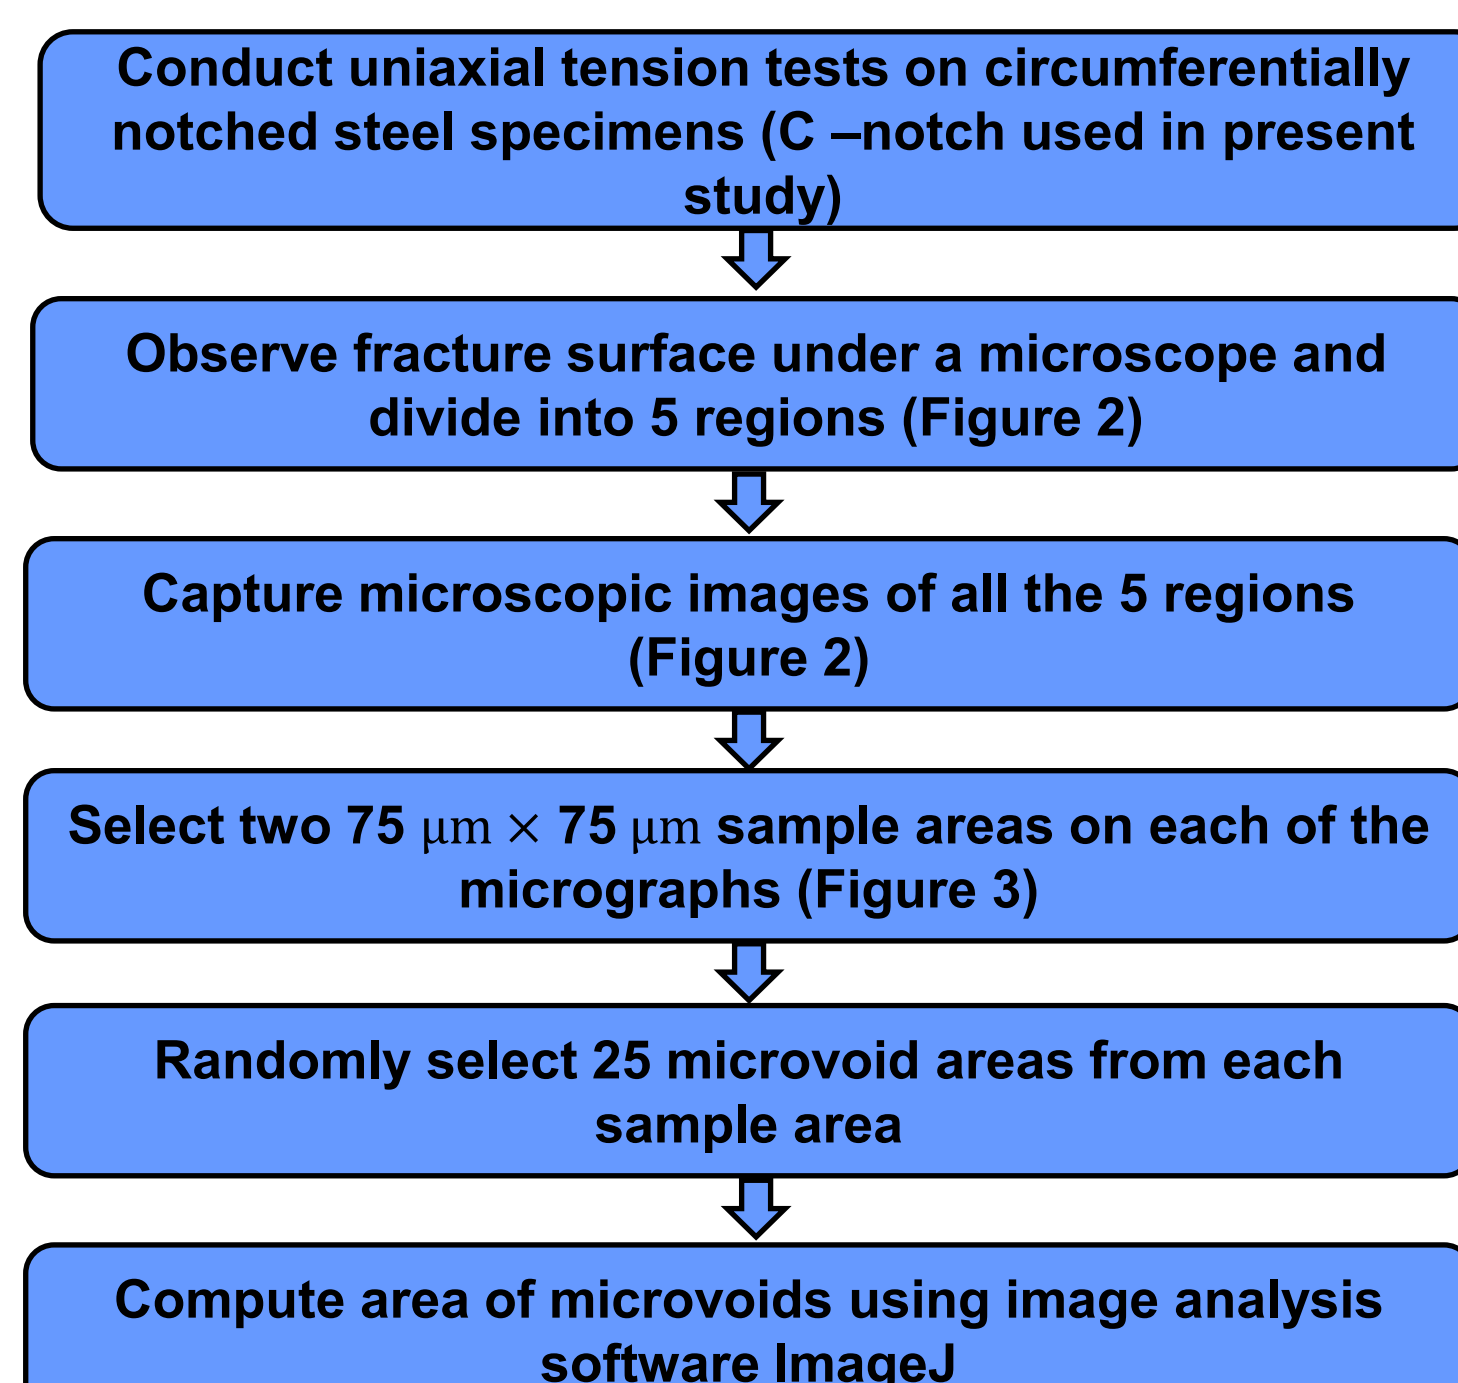 Conduct uniaxial tension tests on circumferentially
notched steel specimens (C –notch used in present
study)
Observe fracture surface under a microscope and
divide into 5 regions (Figure 2)
Capture microscopic images of all the 5 regions
(Figure 2)
Select two 75 μm × 75 μm sample areas on each of the
micrographs (Figure 3)
Randomly select 25 microvoid areas from each
sample area
Compute area of microvoids using image analysis
software ImageJ